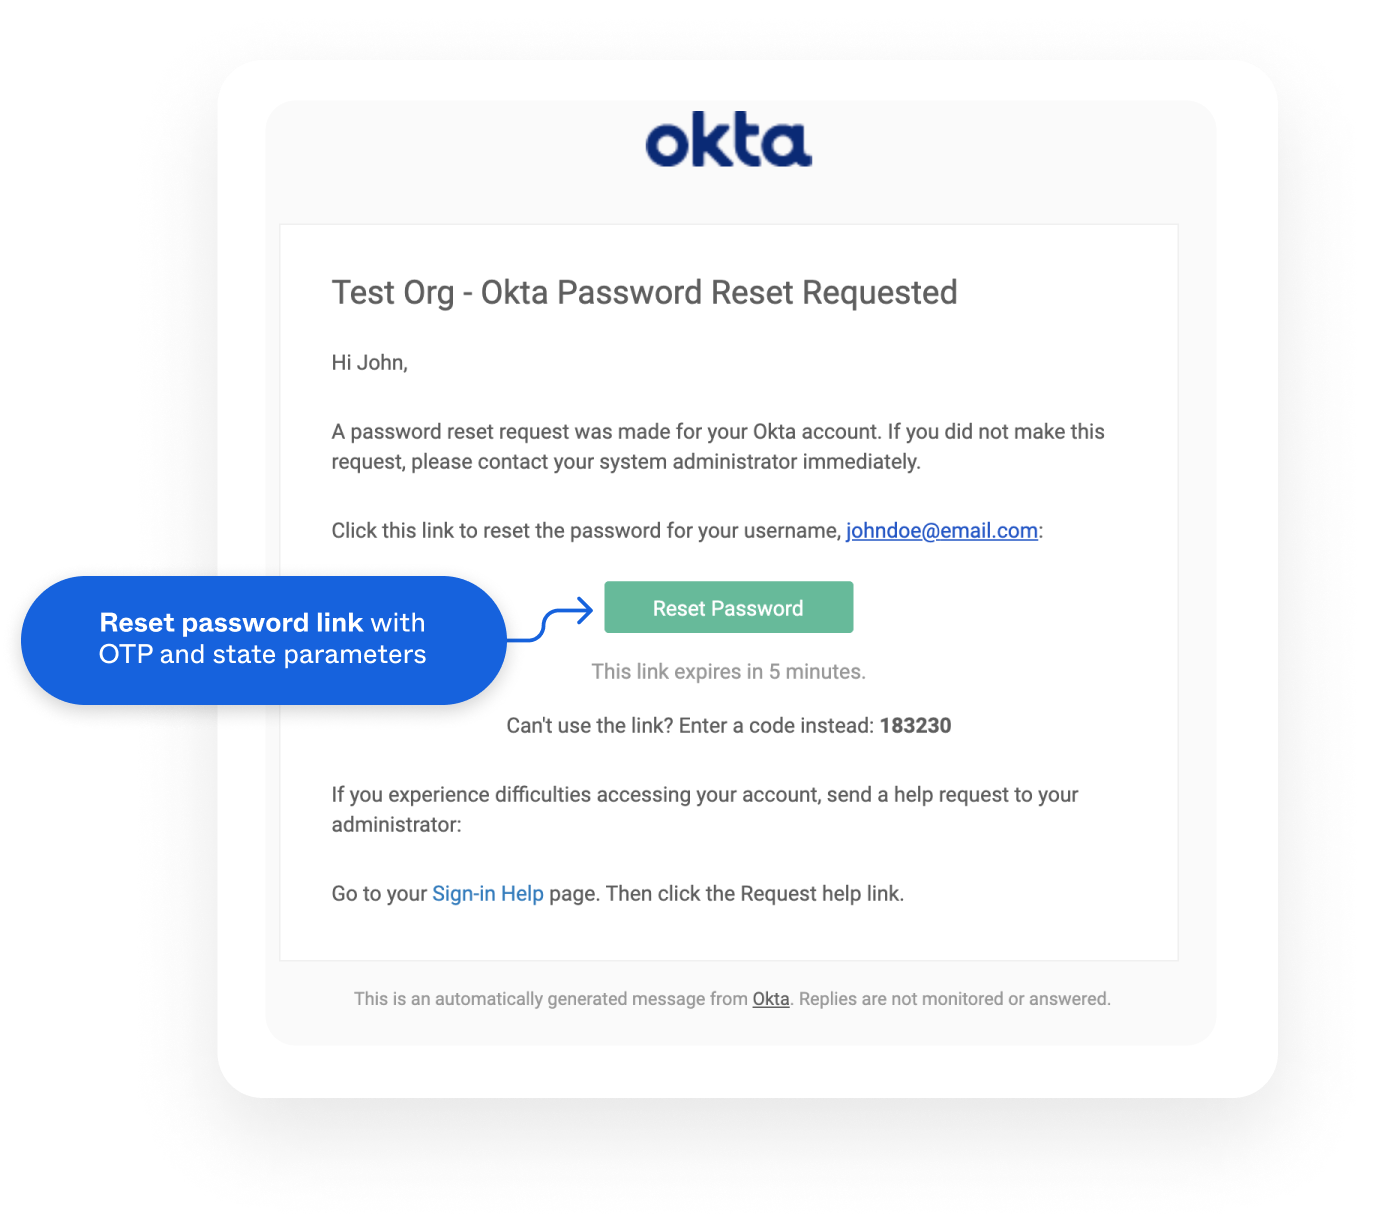 okta
Test Org - Okta Password Reset Requested
Hi John,
A password reset request was made for your Okta account. If you did not make this
request, please contact your system administrator immediately.
Click this link to reset the password for your username, johndoe@email.com:
Reset password link with
OTP and state parameters
Reset Password
This link expires in 5 minutes.
Can't use the link? Enter a code instead: 183230
If you experience difficulties accessing your account, send a help request to your
administrator:
Go to your Sign-in Help page. Then click the Request help link.
This is an automatically generated message from Okta. Replies are not monitored or answered.